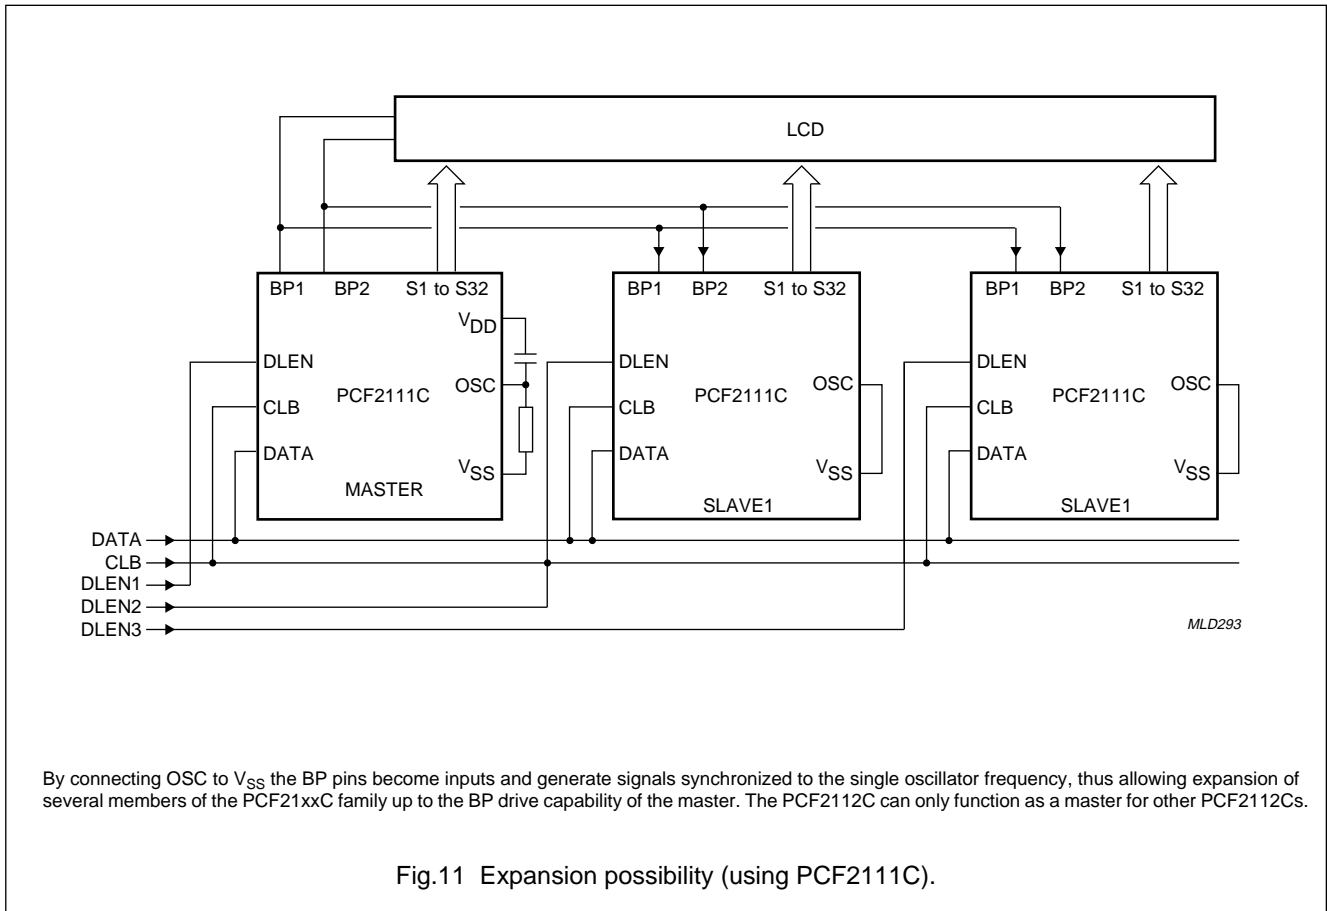 LCD
BP1 BP2 S1 to S32
BP1 BP2 S1 to S32
BP1 BP2 S1 to S32
VDD
DLEN
DLEN
DLEN
OSC
OSC
OSC
PCF2111C
PCF2111C
PCF2111C
CLB
CLB
CLB
DATA
DATA
DATA
VSS
VSS
VSS
MASTER
SLAVE1
SLAVE1
DATA
CLB
DLEN1
DLEN2
DLEN3
MLD293
By connecting OSC to VSS the BP pins become inputs and generate signals synchronized to the single oscillator frequency, thus allowing expansion of
several members of the PCF21xxC family up to the BP drive capability of the master. The PCF2112C can only function as a master for other PCF2112Cs.
Fig.11 Expansion possibility (using PCF2111C).